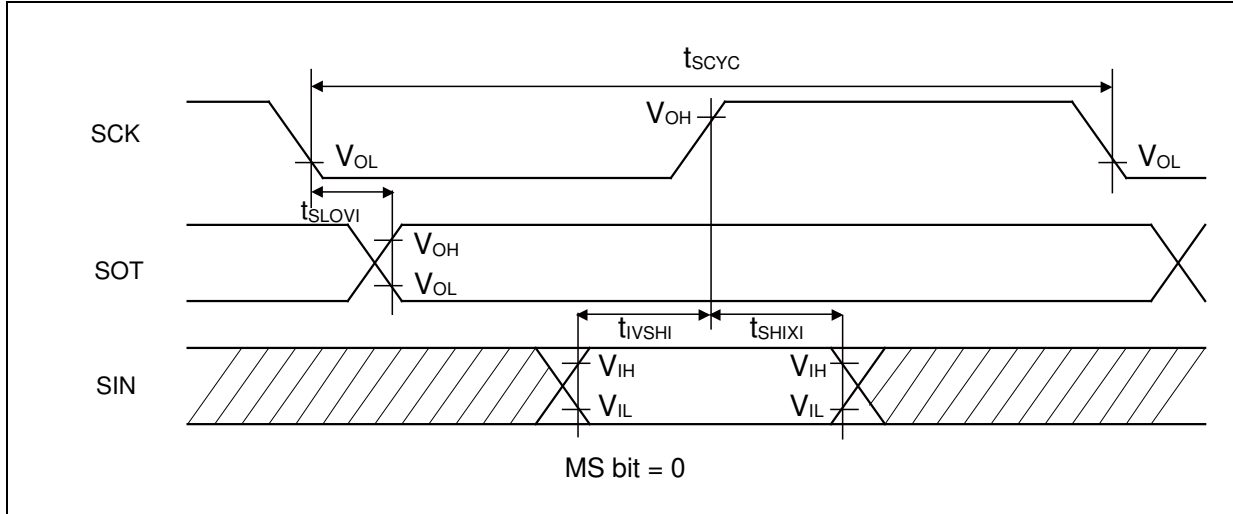 tSCYC
SCK
VOH
VOL
VOL
tSLOVI
SOT
VOH
VOL
tIVSHI
tSHIXI
SIN
VIH
VIH
VIL
VIL
MS bit = 0